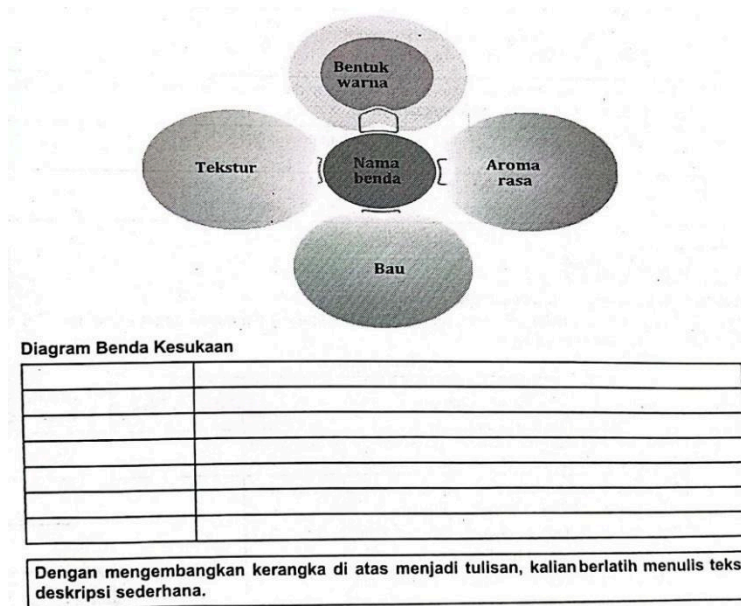 Bentuk
warna
Tekstur
Nama
benda
Aroma
rasa
Bau
Diagram Benda Kesukaan
Dengan mengembangkan kerangka di atas menjadi tulisan, kalian berlatih menulis teks
deskripsi sederhana.